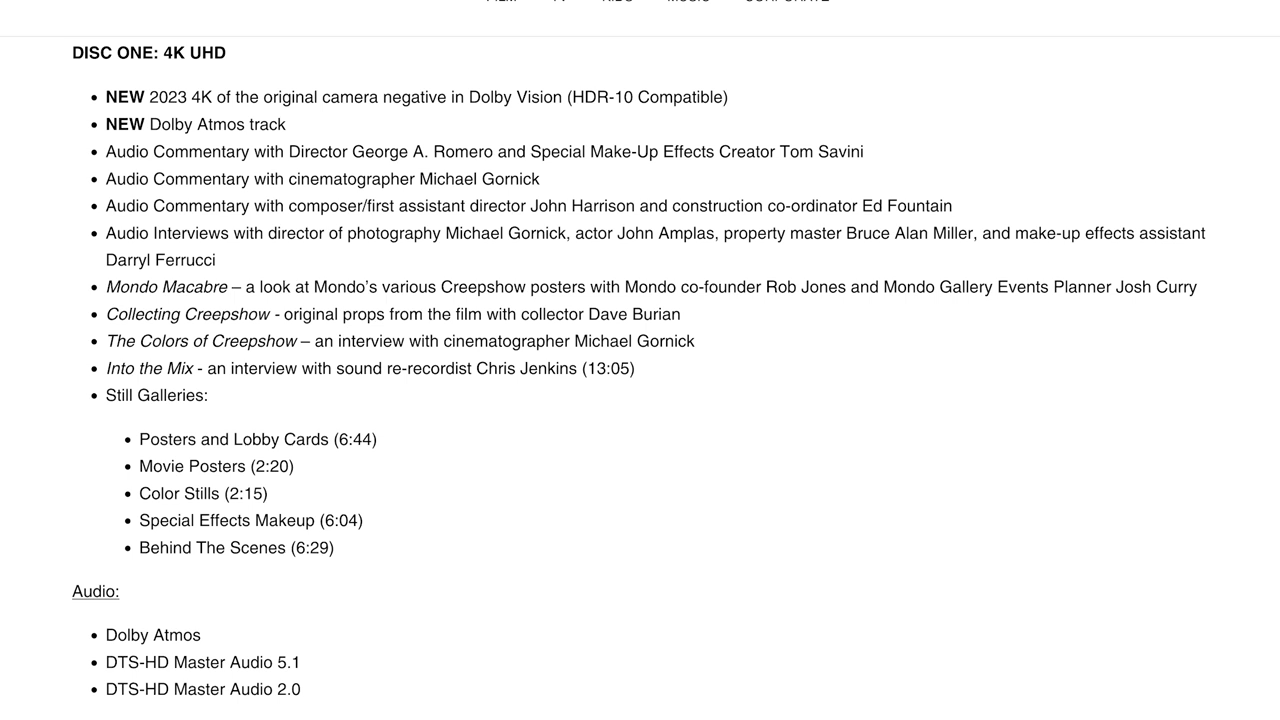 DISC ONE: 4K UHD
NEW 2023 4K of the original camera negative in Dolby Vision (HDR-10 Compatible)
NEW Dolby Atmos track
Audio Commentary with Director George A. Romero and Special Make-Up Effects Creator Tom Savini
Audio Commentary with cinematographer Michael Gornick
Audio Commentary with composer/first assistant director John Harrison and construction co-ordinator Ed Fountain
Audio Interviews with director of photography Michael Gornick, actor John Amplas, property master Bruce Alan Miller, and make-up effects assistant
Darryl Ferrucci
Mondo Macabre – a look at Mondo’s various Creepshow posters with Mondo co-founder Rob Jones and Mondo Gallery Events Planner Josh Curry
Collecting Creepshow - original props from the film with collector Dave Burian
The Colors of Creepshow – an interview with cinematographer Michael Gornick
Into the Mix - an interview with sound re-recordist Chris Jenkins (13:05)
Still Galleries:
Posters and Lobby Cards (6:44)
Movie Posters (2:20)
Color Stills (2:15)
Special Effects Makeup (6:04)
Behind The Scenes (6:29)
Audio:
Dolby Atmos
DTS-HD Master Audio 5.1
DTS-HD Master Audio 2.0